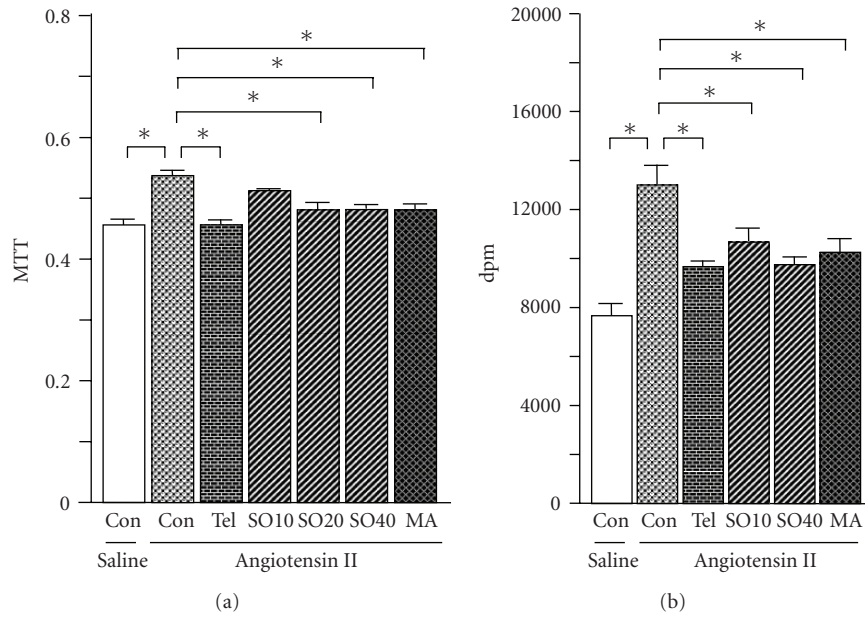 0.8
0.6
0.4
0.2
0
MTT
* * * * *
Con Con Tel SO10 SO20 SO40 MA
Saline Angiotensin II
(a)
20000
16000
12000
8000
4000
0
dpm
* * * * *
Con Con Tel SO10 SO40 MA
Saline Angiotensin II
(b)